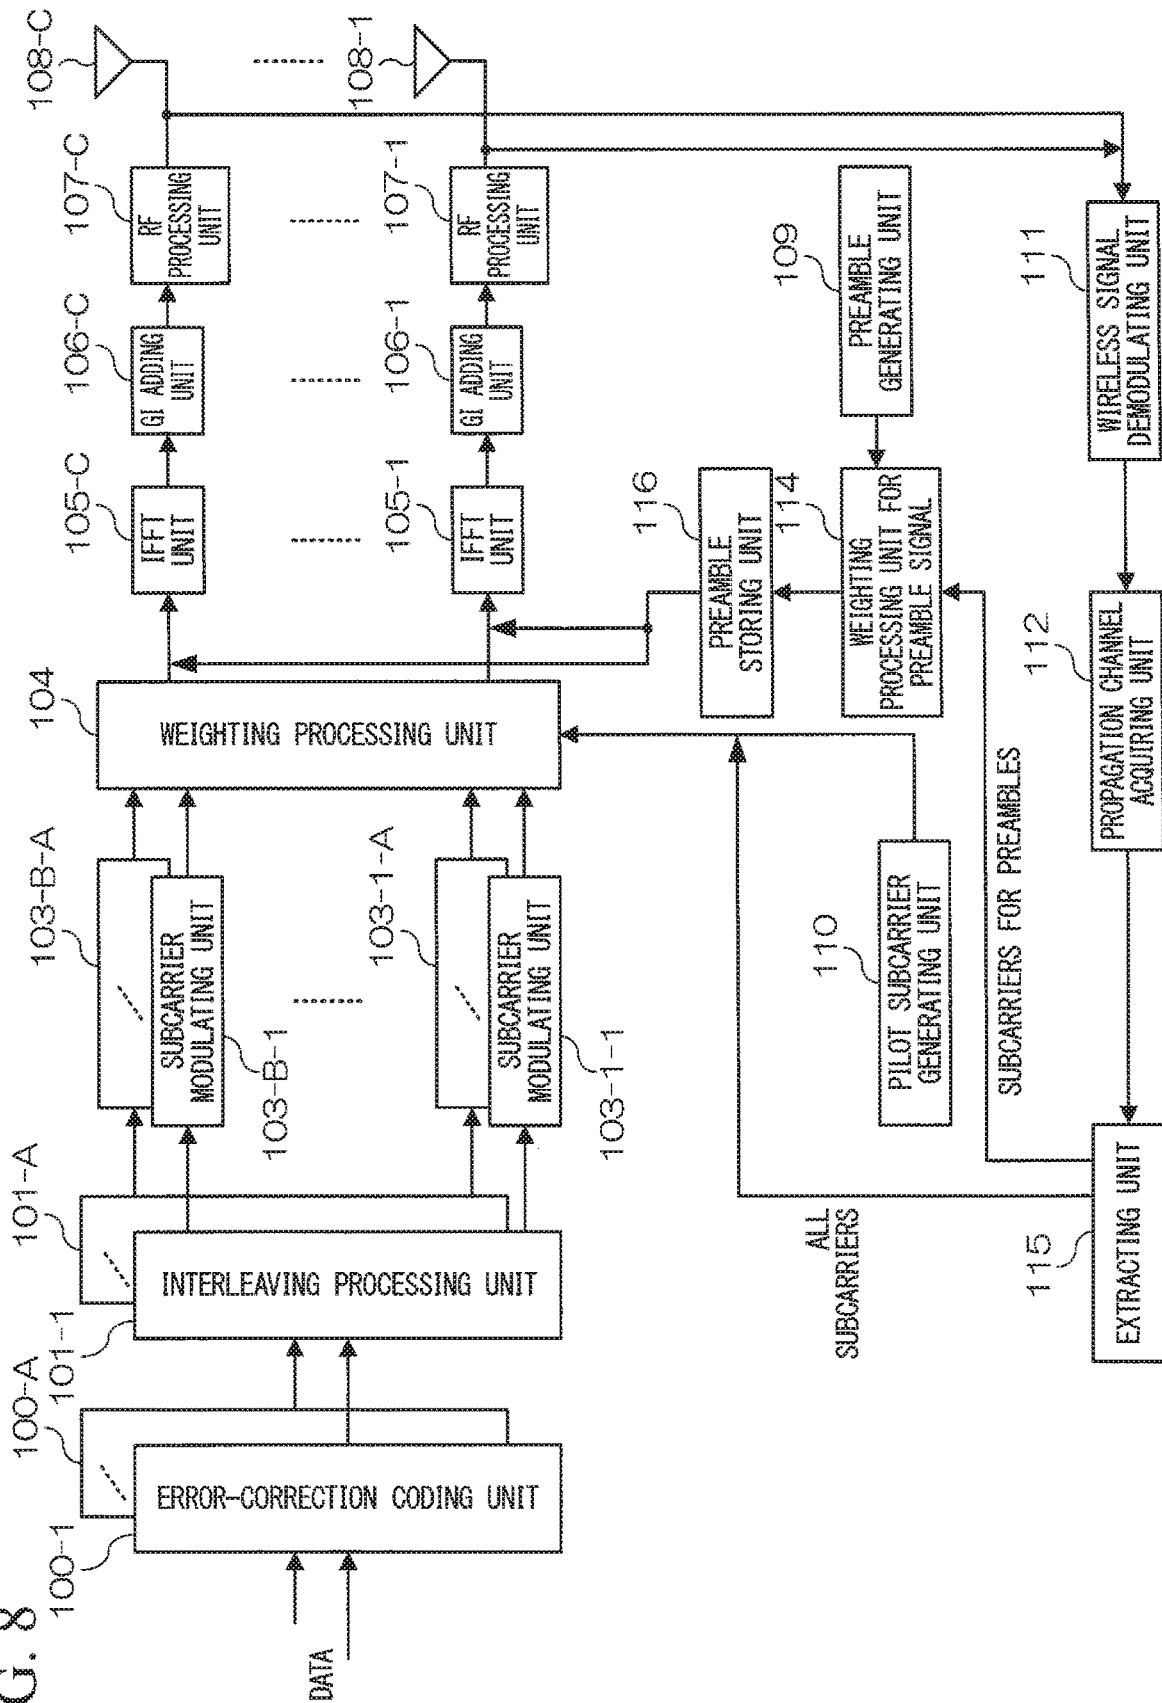 G. 8
DATA
100-1
100-A
ERROR-CORRECTION CODING UNIT
101-1
101-A
INTERLEAVING PROCESSING UNIT
103-B-A
SUBCARRIER
MODULATING UNIT
103-B-1
103-1-A
SUBCARRIER
MODULATING UNIT
103-1-1
104
WEIGHTING PROCESSING UNIT
105-C
IFFT
UNIT
106-C
GI ADDING
UNIT
107-C
RF
PROCESSING
UNIT
108-C
105-1
IFFT
UNIT
106-1
GI ADDING
UNIT
107-1
RF
PROCESSING
UNIT
108-1
116
PREAMBLE
STORING UNIT
114
WEIGHTING
PROCESSING UNIT FOR
PREAMBLE SIGNAL
109
PREAMBLE
GENERATING UNIT
110
PILOT SUBCARRIER
GENERATING UNIT
ALL
SUBCARRIERS
SUBCARRIERS FOR PREAMBLES
115
EXTRACTING UNIT
112
PROPAGATION CHANNEL
ACQUIRING UNIT
111
WIRELESS SIGNAL
DEMODULATING UNIT